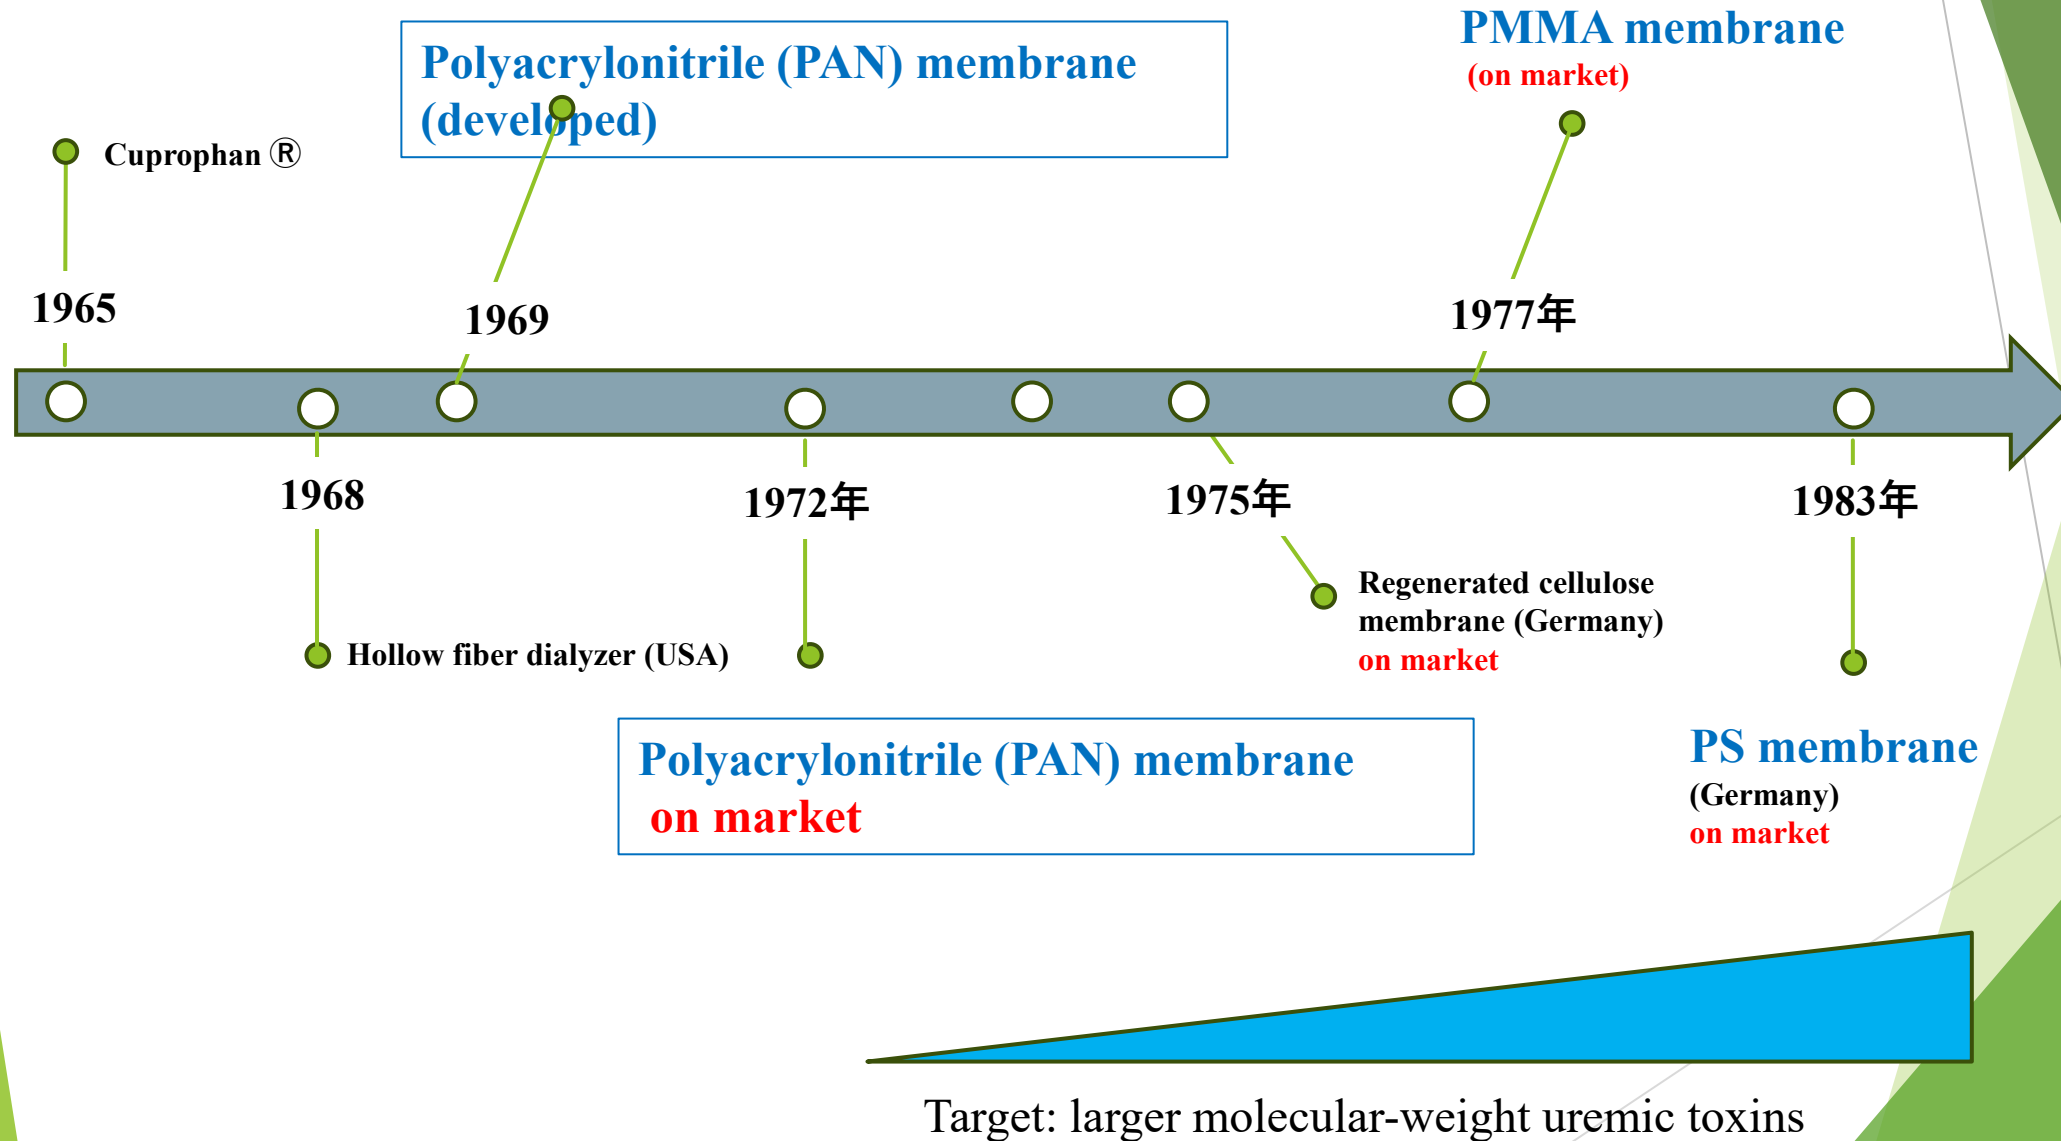 Polyacrylonitrile (PAN) membrane
(developed)
PMMA membrane
(on market)
Cuprophan Ⓡ
1965
1969
1977年
1968
1972年
1975年
1983年
Hollow fiber dialyzer (USA)
Regenerated cellulose
membrane (Germany)
on market
Polyacrylonitrile (PAN) membrane
on market
PS membrane
(Germany)
on market
Target: larger molecular-weight uremic toxins